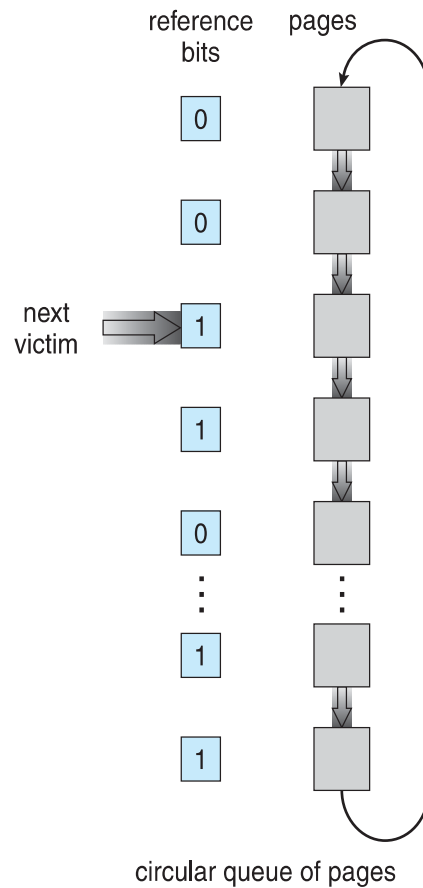 reference bits
pages
0
0
next victim
1
1
0
1
1
circular queue of pages